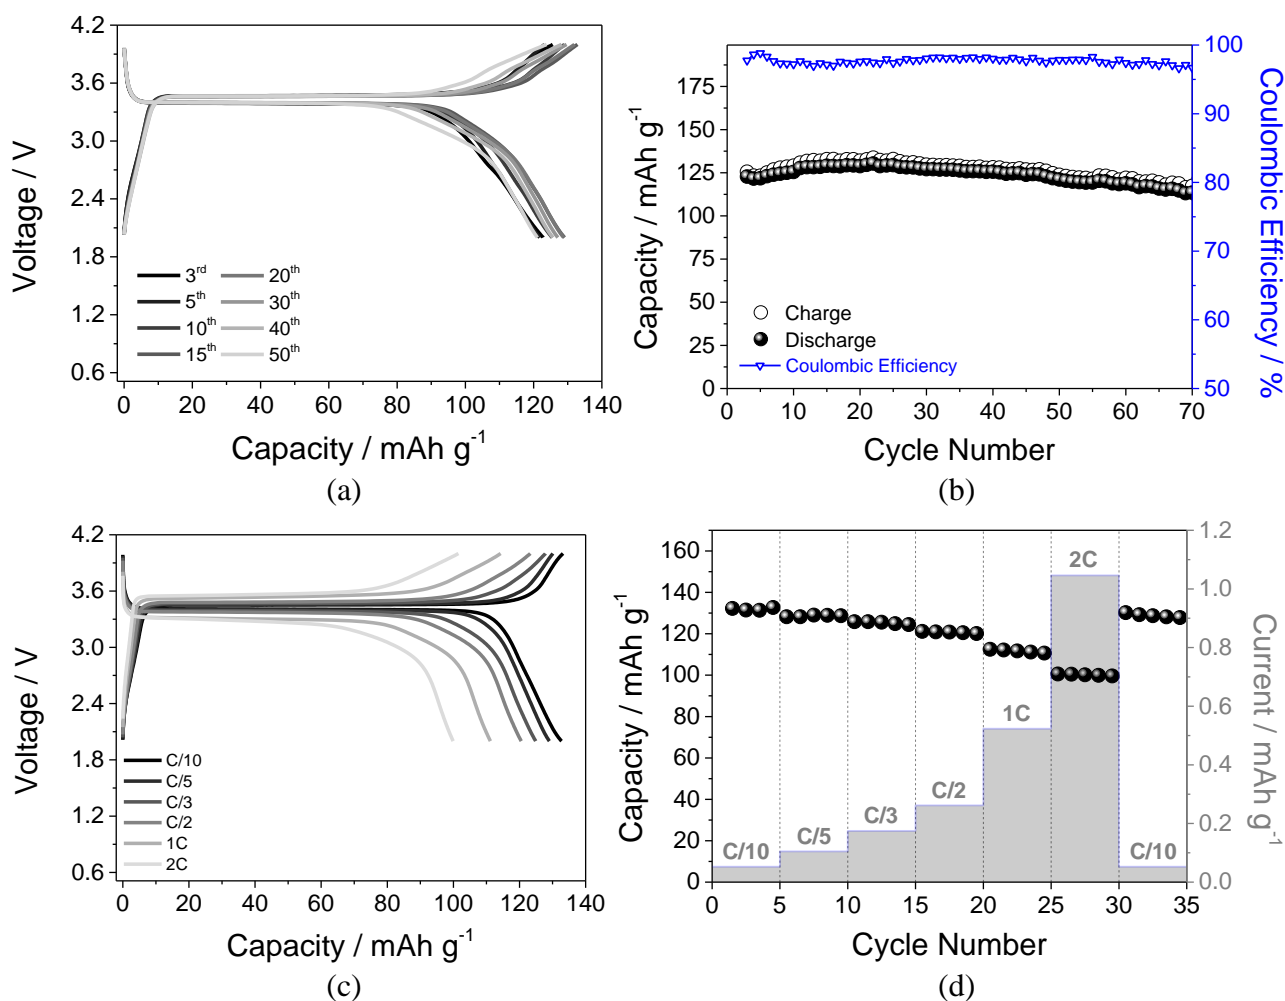 4.2
3.6
3.0
2.4
1.8
1.2
0.6
Voltage / V
3rd 20th
5th 30th
10th 40th
15th 50th
0 20 40 60 80 100 120 140
Capacity / mAh g-1
(a)
175
150
125
100
75
50
25
0
Capacity / mAh g-1
100
90
80
70
60
50
Coulombic Efficiency / %
Charge
Discharge
Coulombic Efficiency
0 10 20 30 40 50 60 70
Cycle Number
(b)
4.2
3.6
3.0
2.4
1.8
1.2
0.6
Voltage / V
C/10
C/5
C/3
C/2
1C
2C
0 20 40 60 80 100 120 140
Capacity / mAh g-1
(c)
160
140
120
100
80
60
40
20
0
Capacity / mAh g-1
1.2
1.0
0.8
0.6
0.4
0.2
0.0
Current / mAh g-1
C/10 C/5 C/3 C/2 1C 2C C/10
0 5 10 15 20 25 30 35
Cycle Number
(d)